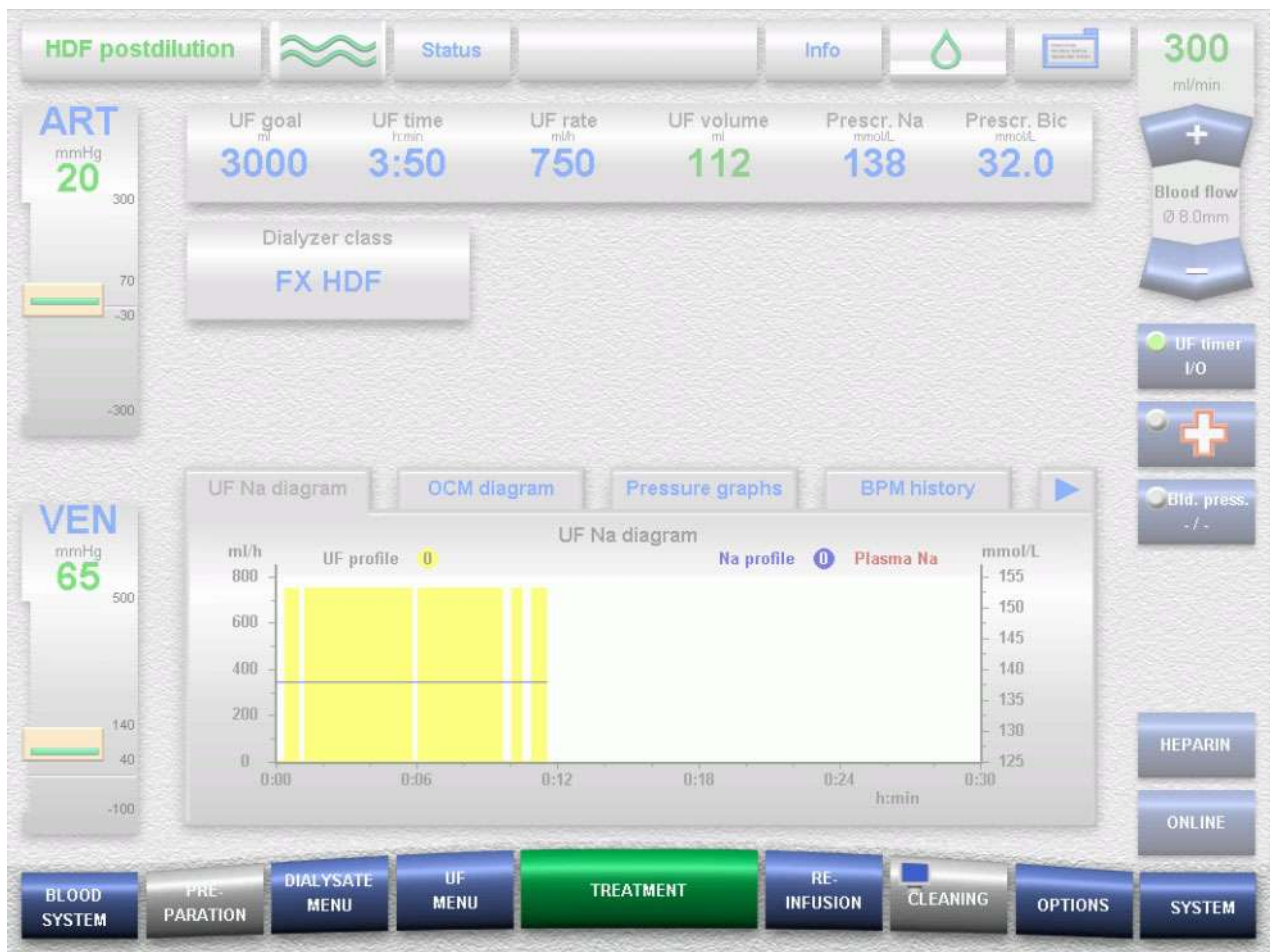 HDF postdilution
Status
Info
300
ml/min
ART
mmHg
20
300
70
-30
-300
UF goal
ml
3000
UF time
h:min
3:50
UF rate
ml/h
750
UF volume
ml
112
Prescr. Na
mmol/L
138
Prescr. Bic
mmol/L
32.0
+
Blood flow
Ø 8.0mm
−
Dialyzer class
FX HDF
UF timer
I/O
Bld. press.
- / -
VEN
mmHg
65
500
140
40
-100
UF Na diagram
OCM diagram
Pressure graphs
BPM history
UF Na diagram
ml/h
UF profile 0
Na profile 0 Plasma Na
mmol/L
800
600
400
200
0
155
150
145
140
135
130
125
0:00 0:06 0:12 0:18 0:24 0:30
h:min
HEPARIN
ONLINE
BLOOD
SYSTEM
PRE-
PARATION
DIALYSATE
MENU
UF
MENU
TREATMENT
RE-
INFUSION
CLEANING
OPTIONS
SYSTEM